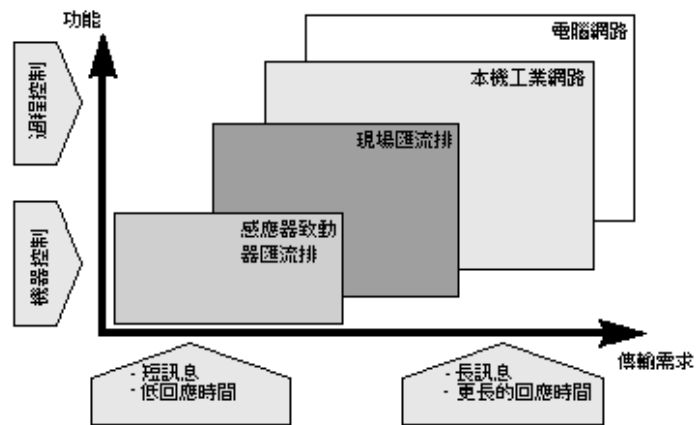 功能
電腦網路
本機工業網路
過程控制
現場匯流排
感應器致動
器匯流排
機器控制
傳輸需求
- 短訊息
- 低回應時間
- 長訊息
- 更長的回應時間